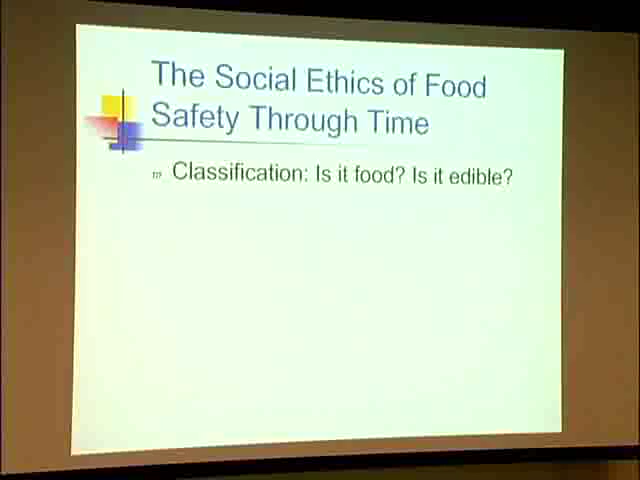 The Social Ethics of Food
Safety Through Time
Classification: Is it food? Is it edible?